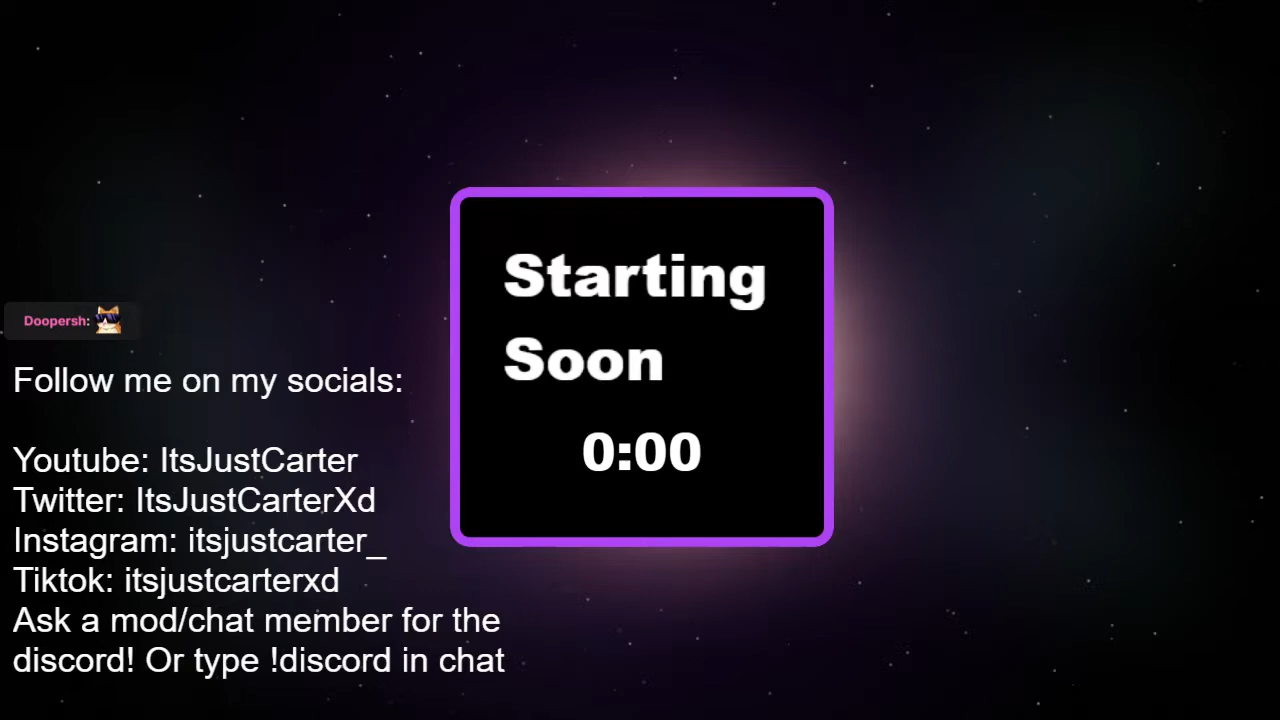 Starting
Soon
0:00
Doopersh:
Follow me on my socials:
Youtube: ItsJustCarter
Twitter: ItsJustCarterXd
Instagram: itsjustcarter_
Tiktok: itsjustcarterxd
Ask a mod/chat member for the
discord! Or type !discord in chat